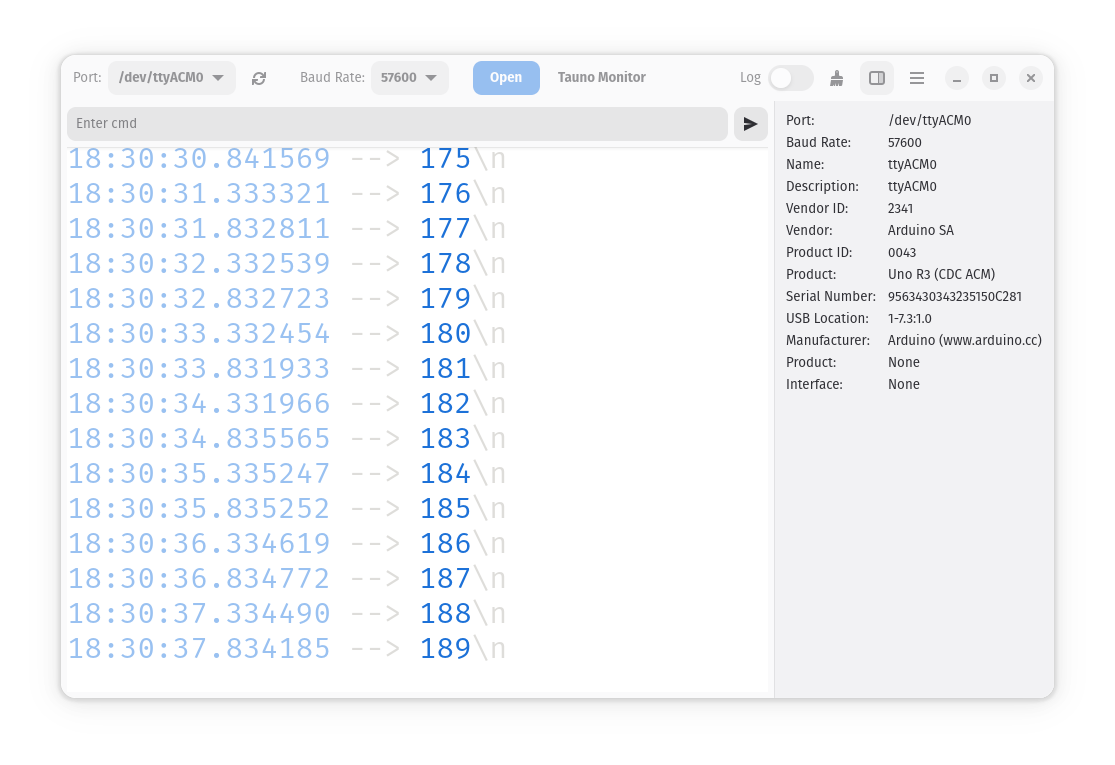 Port: /dev/ttyACM0 Baud Rate: 57600 Open Tauno Monitor Log
Enter cmd
18:30:30.841569 --> 175\n
18:30:31.333321 --> 176\n
18:30:31.832811 --> 177\n
18:30:32.332539 --> 178\n
18:30:32.832723 --> 179\n
18:30:33.332454 --> 180\n
18:30:33.831933 --> 181\n
18:30:34.331966 --> 182\n
18:30:34.835565 --> 183\n
18:30:35.335247 --> 184\n
18:30:35.835252 --> 185\n
18:30:36.334619 --> 186\n
18:30:36.834772 --> 187\n
18:30:37.334490 --> 188\n
18:30:37.834185 --> 189\n
Port: /dev/ttyACM0
Baud Rate: 57600
Name: ttyACM0
Description: ttyACM0
Vendor ID: 2341
Vendor: Arduino SA
Product ID: 0043
Product: Uno R3 (CDC ACM)
Serial Number: 9563430343235150C281
USB Location: 1-7.3:1.0
Manufacturer: Arduino (www.arduino.cc)
Product: None
Interface: None